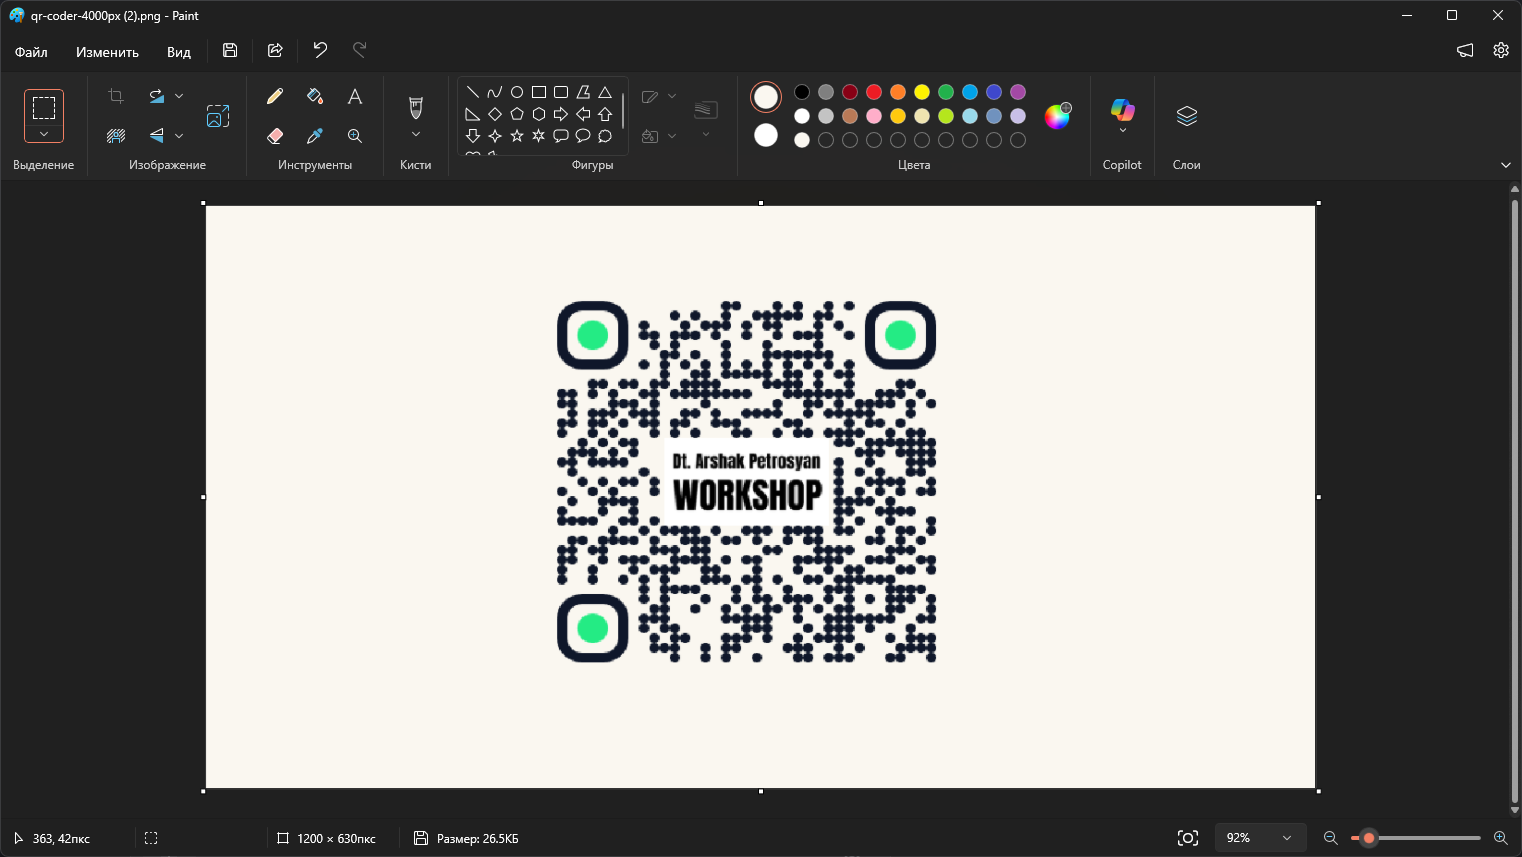 qr-coder-4000px (2).png - Paint
Файл Изменить Вид
Выделение Изображение Инструменты Кисти Фигуры Цвета Copilot Слои
Dt. Arshak Petrosyan
WORKSHOP
363, 42пкс 1200 × 630пкс Размер: 26.5КБ 92%